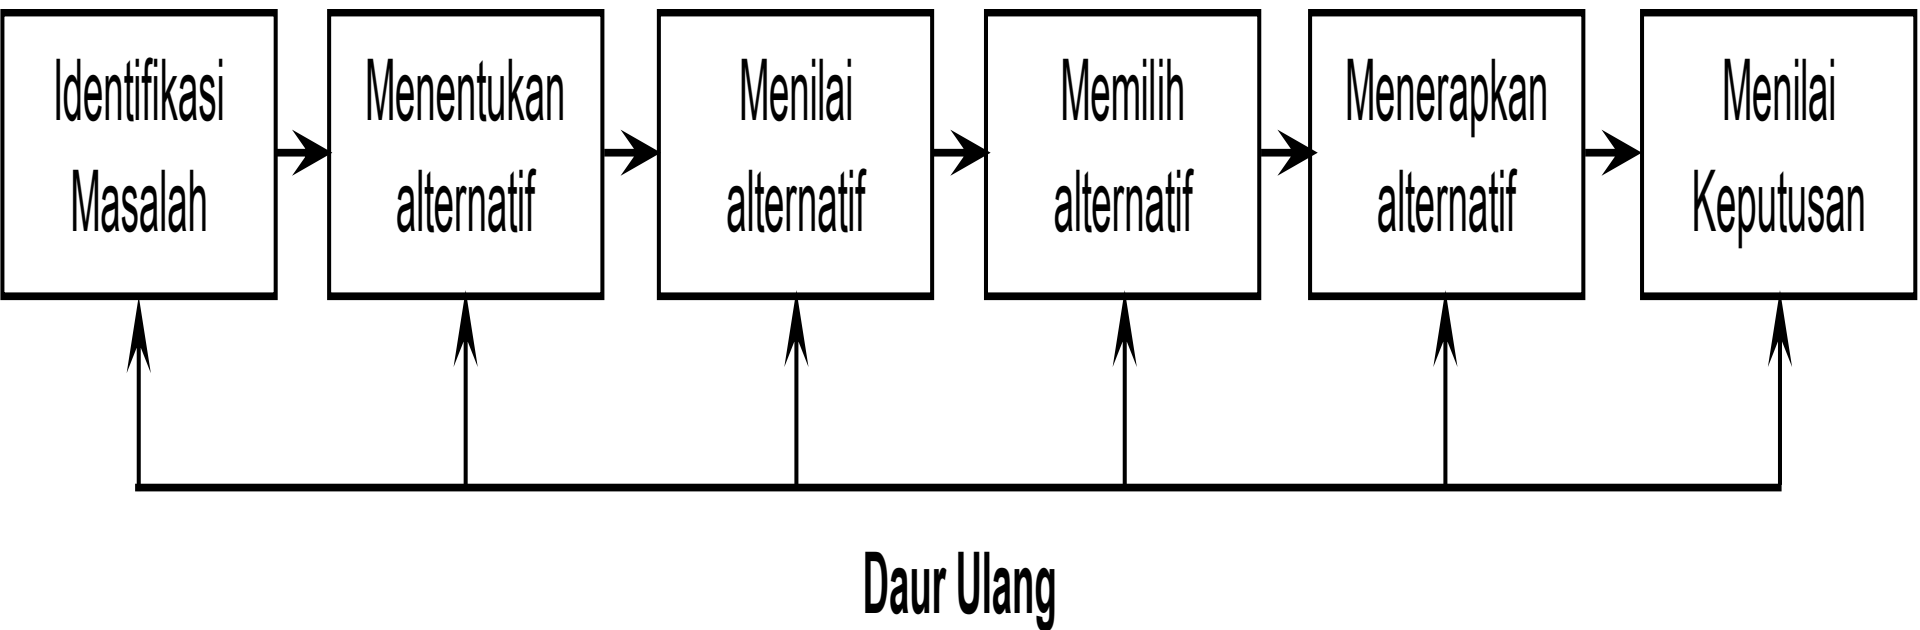 Identifikasi
Masalah
Menentukan
alternatif
Menilai
alternatif
Memilih
alternatif
Menerapkan
alternatif
Menilai
Keputusan
Daur Ulang